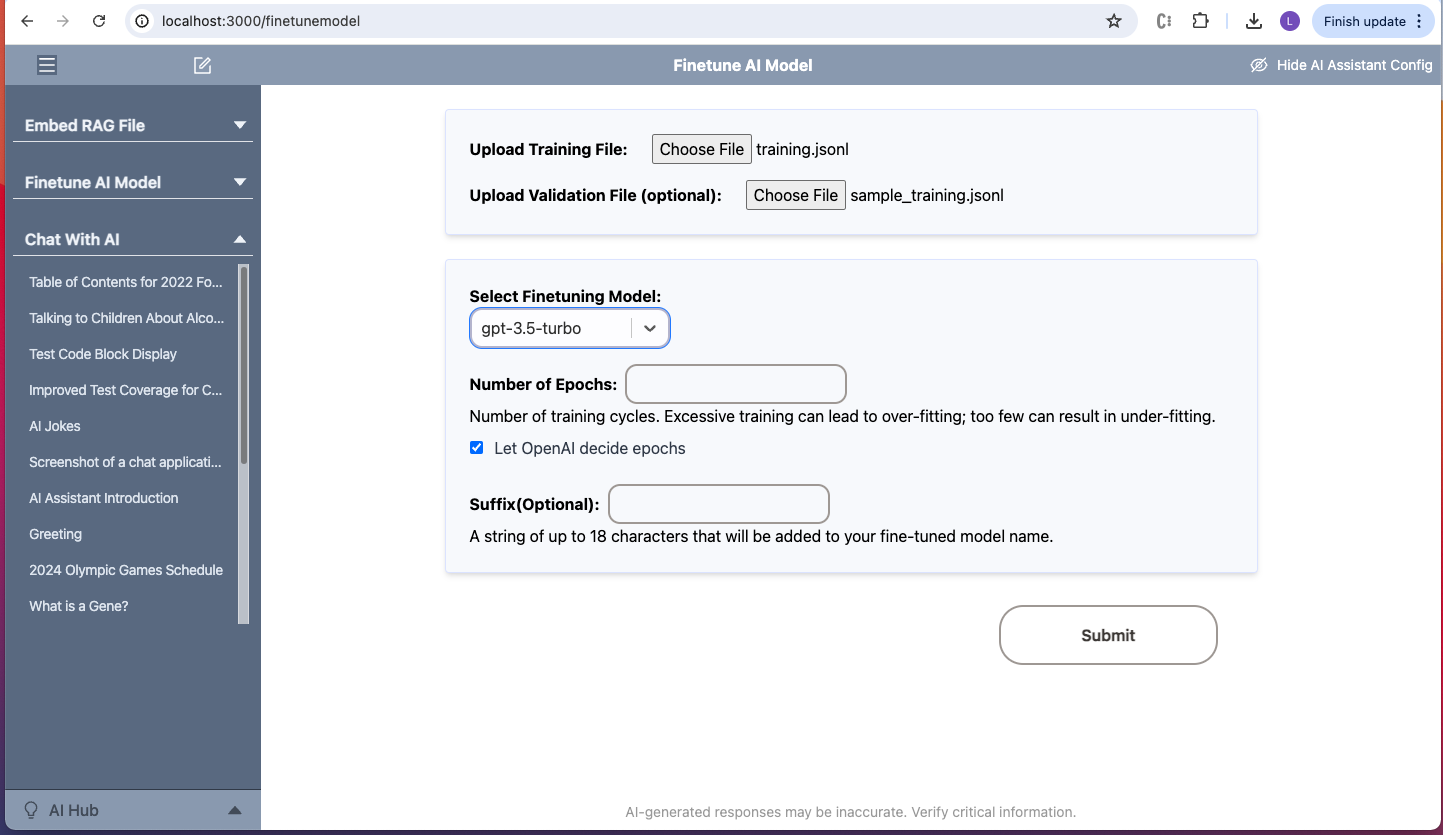 localhost:3000/finetunemodel
L
Finish update
Finetune AI Model
Hide AI Assistant Config
Embed RAG File
Finetune AI Model
Chat With AI
Table of Contents for 2022 Fo...
Talking to Children About Alco...
Test Code Block Display
Improved Test Coverage for C...
AI Jokes
Screenshot of a chat applicati...
AI Assistant Introduction
Greeting
2024 Olympic Games Schedule
What is a Gene?
AI Hub
Upload Training File: Choose File training.jsonl
Upload Validation File (optional): Choose File sample_training.jsonl
Select Finetuning Model:
gpt-3.5-turbo
Number of Epochs:
Number of training cycles. Excessive training can lead to over-fitting; too few can result in under-fitting.
Let OpenAI decide epochs
Suffix(Optional):
A string of up to 18 characters that will be added to your fine-tuned model name.
Submit
AI-generated responses may be inaccurate. Verify critical information.